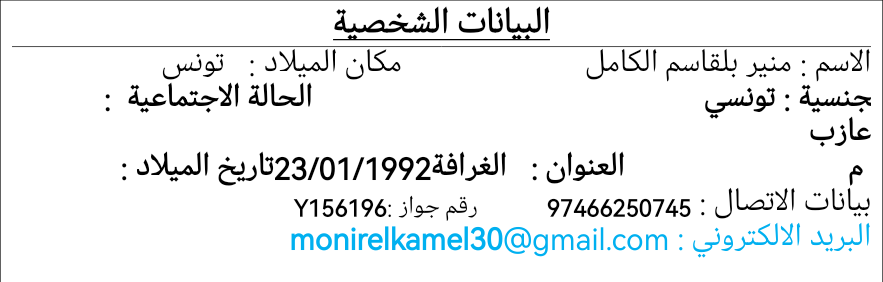 البيانات الشخصية
الاسم : منير بلقاسم الكامل مكان الميلاد : تونس
جنسية : تونسي الحالة الاجتماعية :
عازب
م العنوان : الغرافة23/01/1992تاريخ الميلاد :
بيانات الاتصال : 97466250745 رقم جواز :Y156196
البريد الالكتروني : monirelkamel30@gmail.com